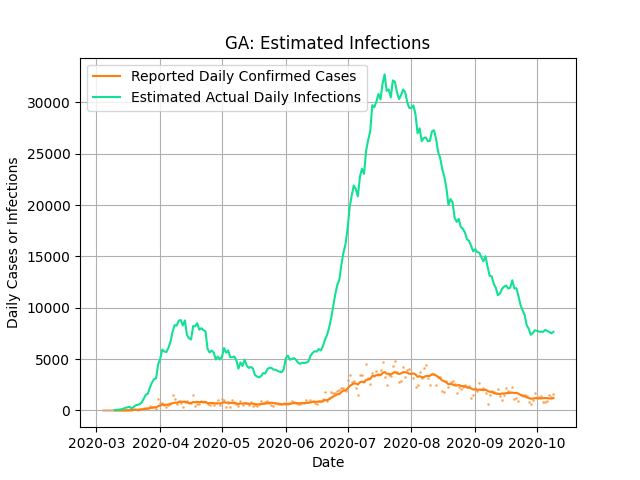 GA: Estimated Infections
Reported Daily Confirmed Cases
Estimated Actual Daily Infections
Daily Cases or Infections
30000
25000
20000
15000
10000
5000
0
2020-03 2020-04 2020-05 2020-06 2020-07 2020-08 2020-09 2020-10
Date